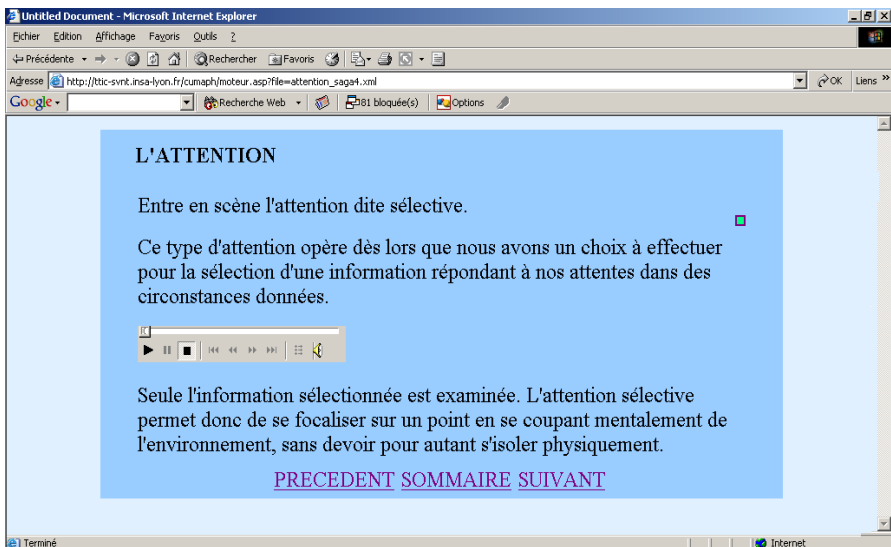 Untitled Document - Microsoft Internet Explorer
Fichier Edition Affichage Favoris Outils ?
Précédente Rechercher Favoris
Adresse http://ttic-svnt.insa-lyon.fr/cumaph/moteur.asp?file=attention_saga4.xml OK Liens »
Google Recherche Web 81 bloquée(s) Options
L'ATTENTION
Entre en scène l'attention dite sélective.
Ce type d'attention opère dès lors que nous avons un choix à effectuer
pour la sélection d'une information répondant à nos attentes dans des
circonstances données.
Seule l'information sélectionnée est examinée. L'attention sélective
permet donc de se focaliser sur un point en se coupant mentalement de
l'environnement, sans devoir pour autant s'isoler physiquement.
PRECEDENT SOMMAIRE SUIVANT
Terminé Internet